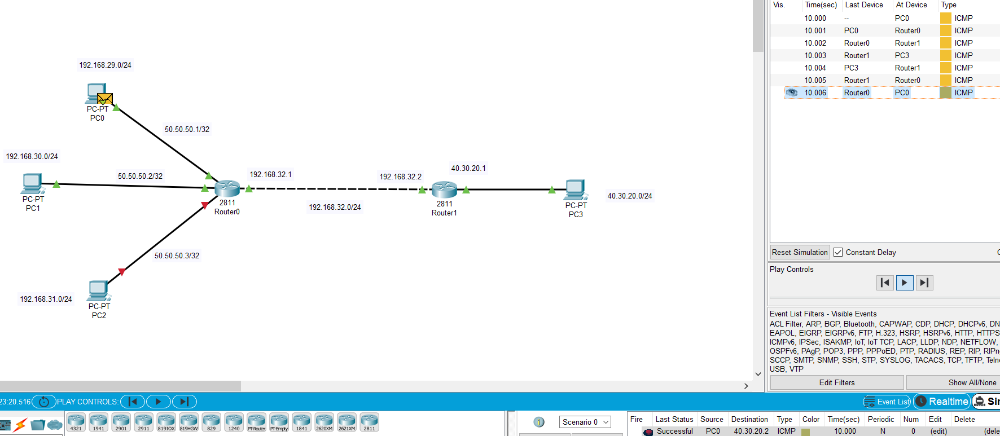 192.168.29.0/24
PC-PT
PC0
50.50.50.1/32
192.168.30.0/24
50.50.50.2/32
PC-PT
PC1
192.168.32.1
2811
Router0
192.168.32.0/24
192.168.32.2
40.30.20.1
2811
Router1
PC-PT
PC3
40.30.20.0/24
50.50.50.3/32
192.168.31.0/24
PC-PT
PC2
Vis. Time(sec) Last Device At Device Type
10.000 -- PC0 ICMP
10.001 PC0 Router0 ICMP
10.002 Router0 Router1 ICMP
10.003 Router1 PC3 ICMP
10.004 PC3 Router1 ICMP
10.005 Router1 Router0 ICMP
10.006 Router0 PC0 ICMP
Reset Simulation Constant Delay
Play Controls
Event List Filters - Visible Events
ACL Filter, ARP, BGP, Bluetooth, CAPWAP, CDP, DHCP, DHCPv6, DN
EAPOL, EIGRP, EIGRPv6, FTP, H.323, HSRP, HSRPv6, HTTP, HTTPS
ICMPv6, IPSec, ISAKMP, IoT, IoT TCP, LACP, LLDP, NDP, NETFLOW,
OSPFv6, PAgP, POP3, PPP, PPPoED, PTP, RADIUS, REP, RIP, RIPn
SCCP, SMTP, SNMP, SSH, STP, SYSLOG, TACACS, TCP, TFTP, Teln
USB, VTP
Edit Filters Show All/None
23:20.516 PLAY CONTROLS: Event List Realtime Sim
4321 1941 2901 2911 819IOX 819HGW 829 1240 PT-Router PT-Empty 1841 2620XM 2621XM 2811
1 Scenario 0
Fire Last Status Source Destination Type Color Time(sec) Periodic Num Edit Delete
Successful PC0 40.30.20.2 ICMP 10.000 N 0 (edit) (dele